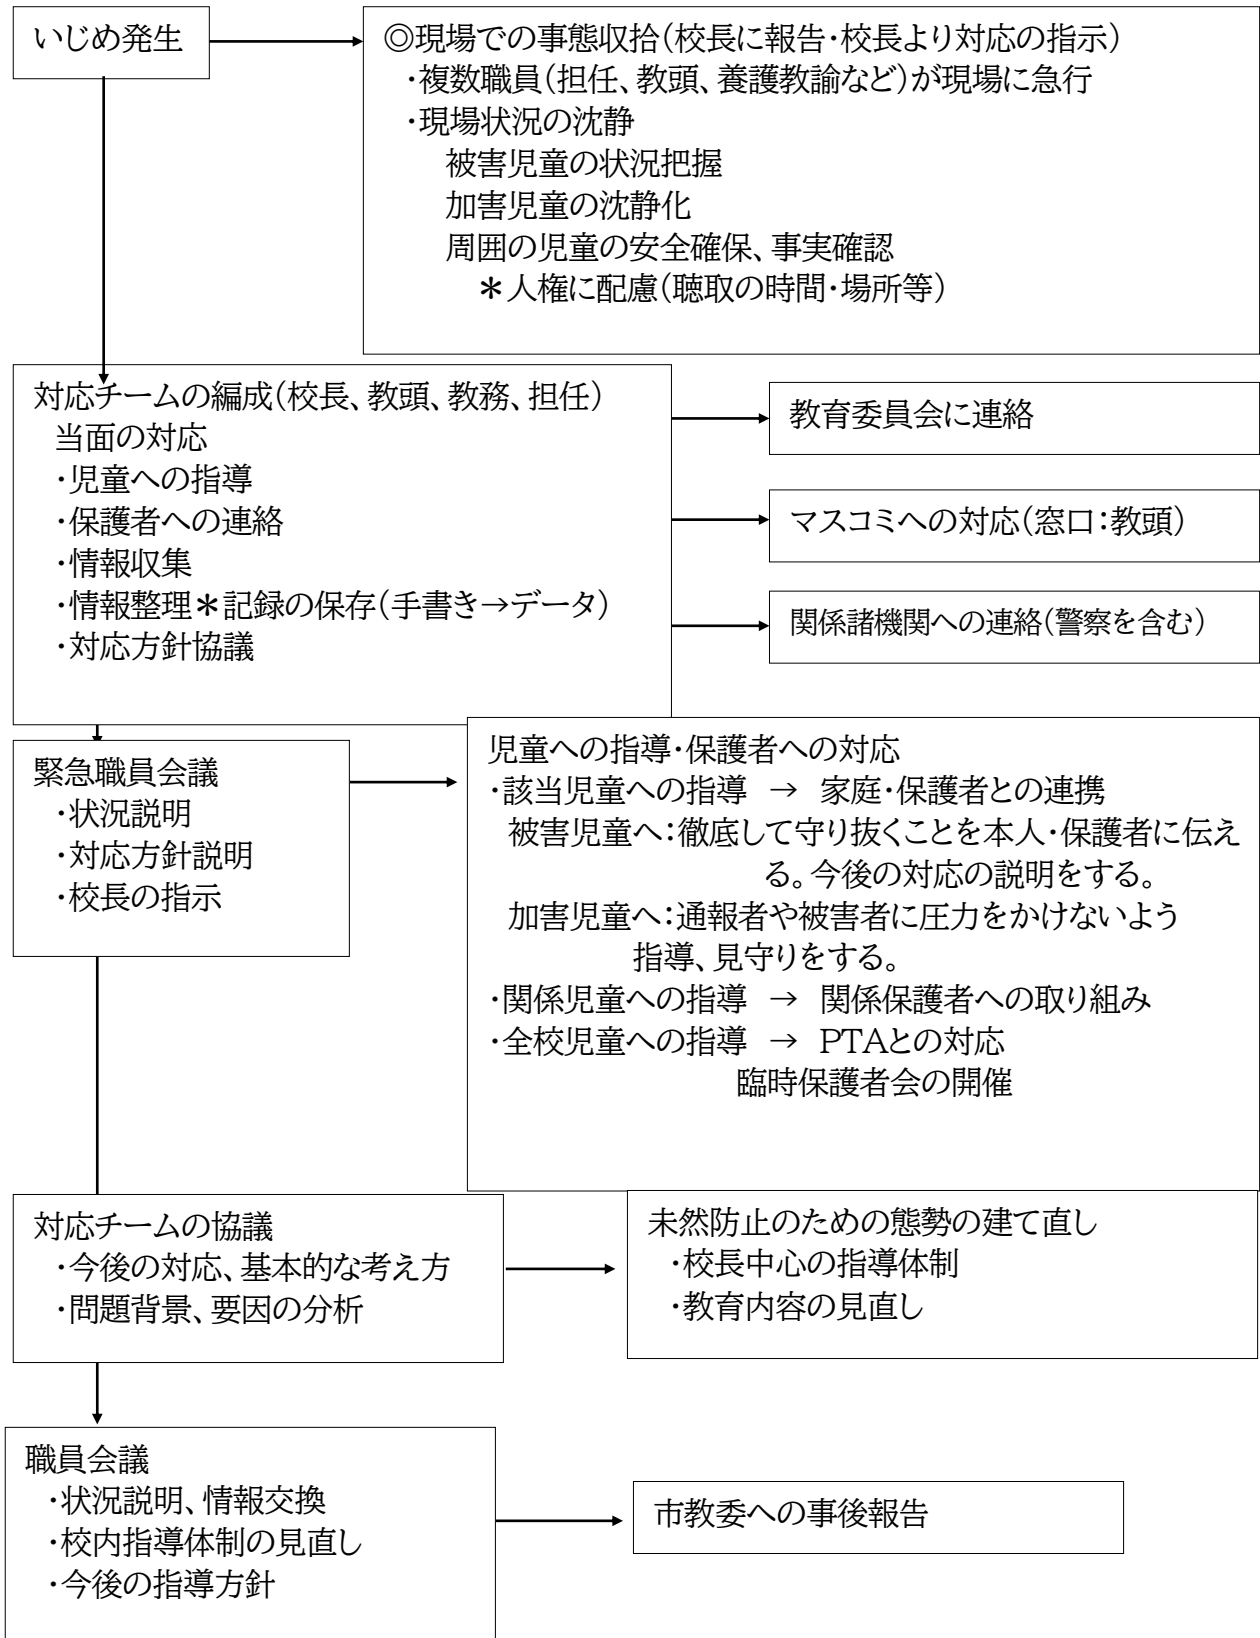 いじめ発生
◎現場での事態収拾(校長に報告・校長より対応の指示)
・複数職員(担任、教頭、養護教諭など)が現場に急行
・現場状況の沈静
被害児童の状況把握
加害児童の沈静化
周囲の児童の安全確保、事実確認
＊人権に配慮(聴取の時間・場所等)
対応チームの編成(校長、教頭、教務、担任)
当面の対応
・児童への指導
・保護者への連絡
・情報収集
・情報整理＊記録の保存(手書き→データ)
・対応方針協議
教育委員会に連絡
マスコミへの対応(窓口:教頭)
関係諸機関への連絡(警察を含む)
緊急職員会議
・状況説明
・対応方針説明
・校長の指示
児童への指導・保護者への対応
・該当児童への指導 → 家庭・保護者との連携
被害児童へ:徹底して守り抜くことを本人・保護者に伝え
る。今後の対応の説明をする。
加害児童へ:通報者や被害者に圧力をかけないよう
指導、見守りをする。
・関係児童への指導 → 関係保護者への取り組み
・全校児童への指導 → PTAとの対応
臨時保護者会の開催
対応チームの協議
・今後の対応、基本的な考え方
・問題背景、要因の分析
未然防止のための態勢の建て直し
・校長中心の指導体制
・教育内容の見直し
職員会議
・状況説明、情報交換
・校内指導体制の見直し
・今後の指導方針
市教委への事後報告